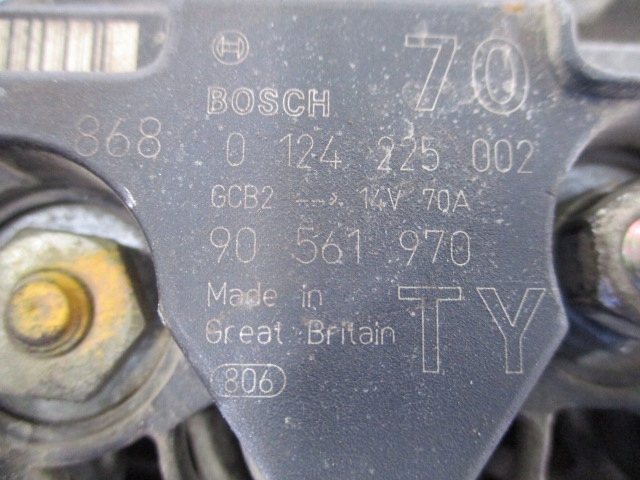 70
BOSCH
868 0 124 225 002
GCB2 --> 14V 70A
90 561 970
Made in
Great Britain
TY
806